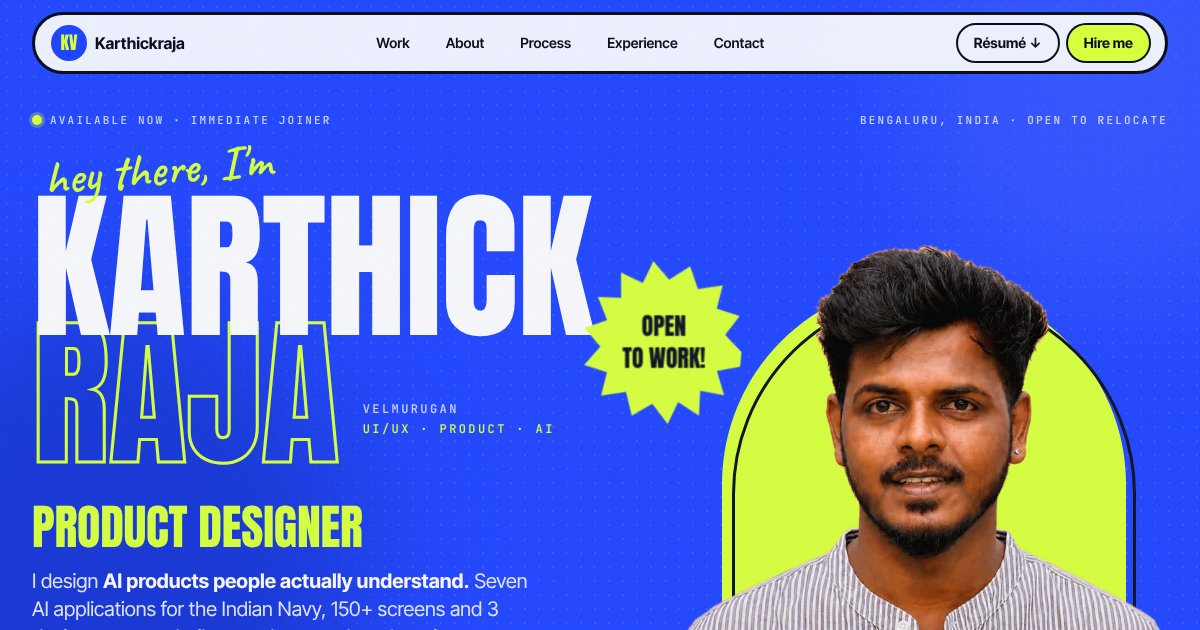 KV Karthickraja
Work About Process Experience Contact
Résumé ↓ Hire me
AVAILABLE NOW · IMMEDIATE JOINER
BENGALURU, INDIA · OPEN TO RELOCATE
hey there, I'm
KARTHICK
RAJA
OPEN
TO WORK!
VELMURUGAN
UI/UX · PRODUCT · AI
PRODUCT DESIGNER
I design AI products people actually understand. Seven
AI applications for the Indian Navy, 150+ screens and 3